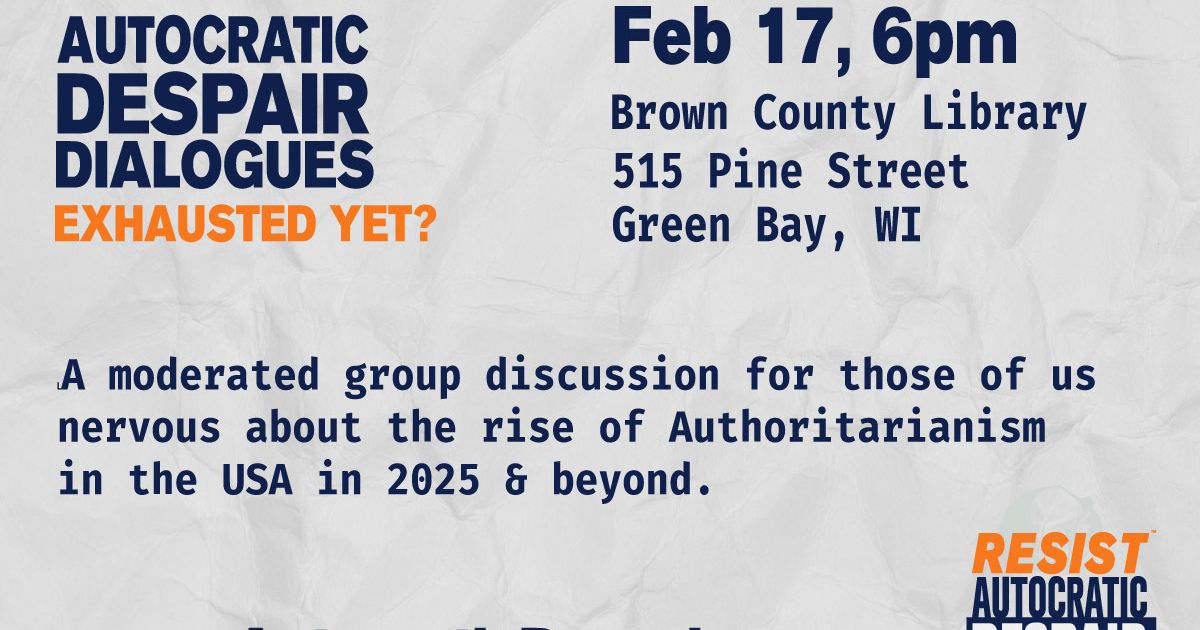 AUTOCRATIC
DESPAIR
DIALOGUES
EXHAUSTED YET?
Feb 17, 6pm
Brown County Library
515 Pine Street
Green Bay, WI
A moderated group discussion for those of us
nervous about the rise of Authoritarianism
in the USA in 2025 & beyond.
RESIST™
AUTOCRATIC